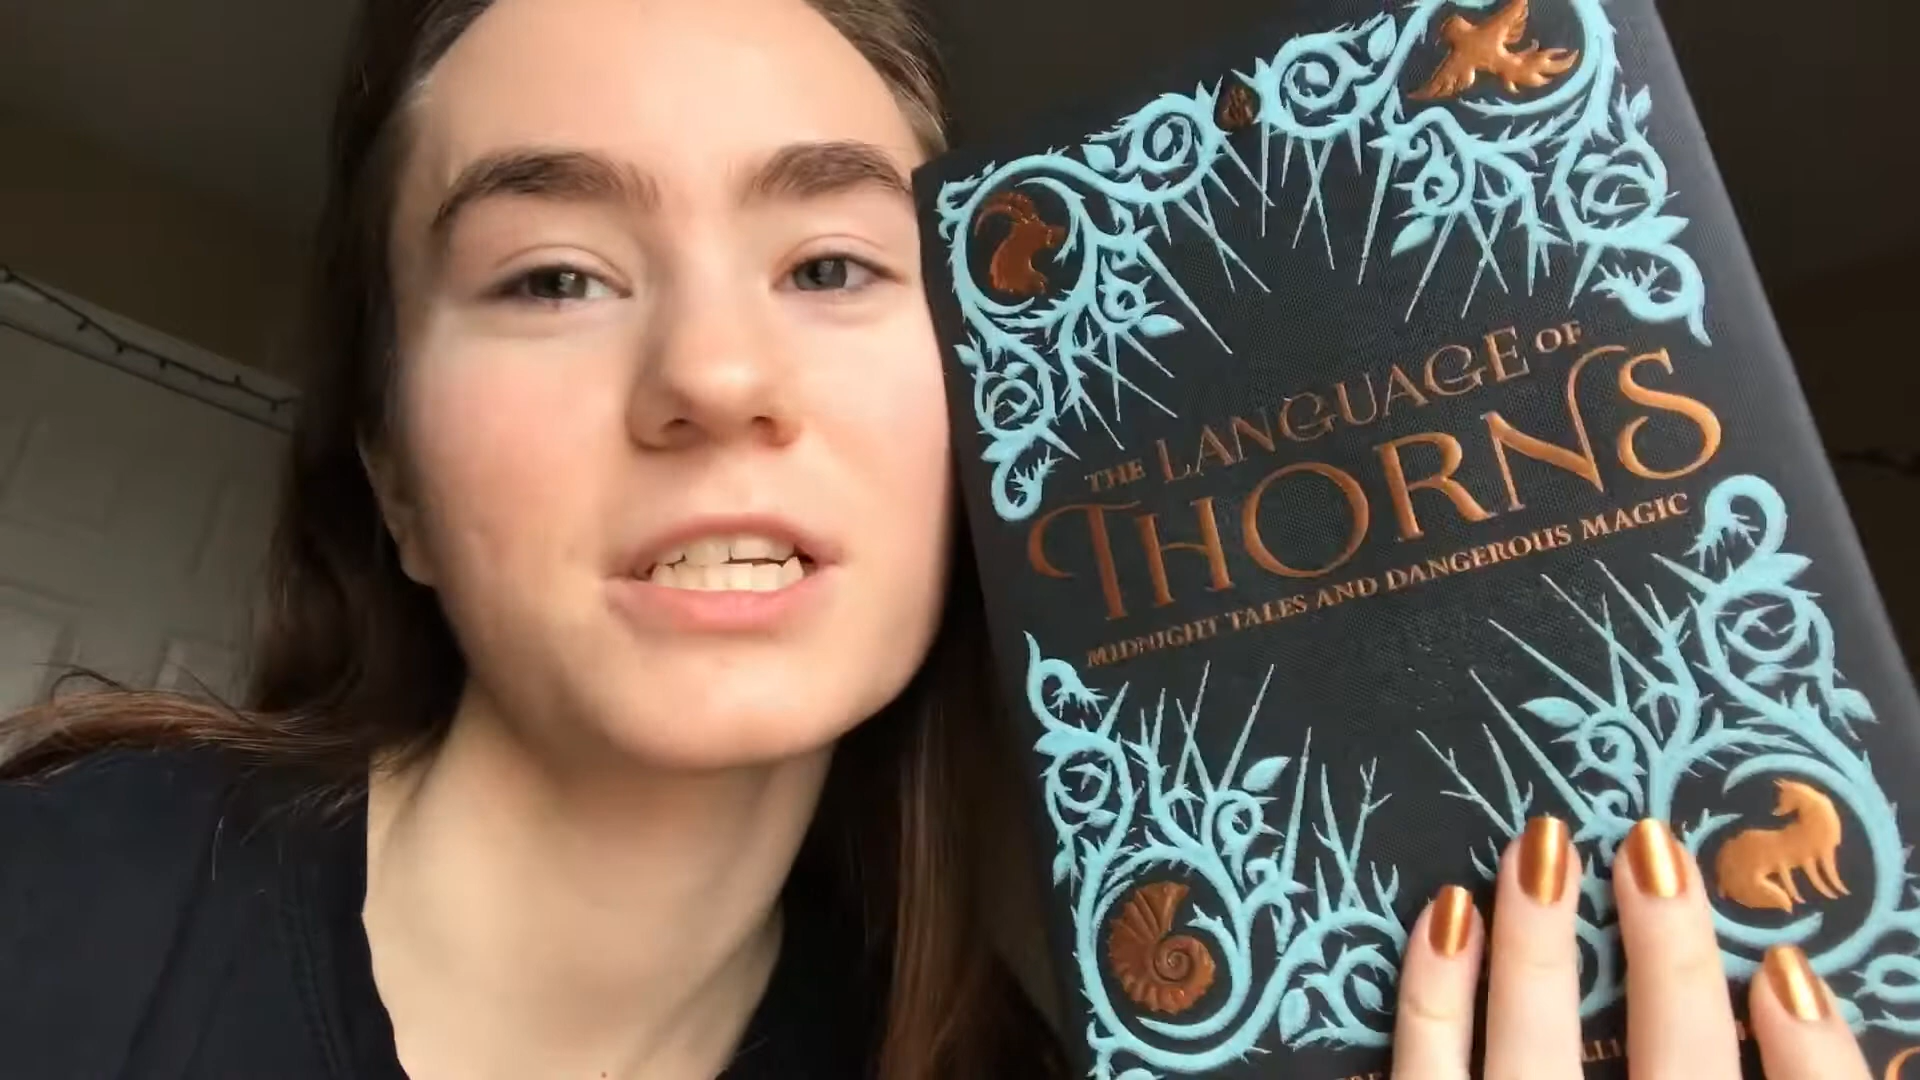 THE LANGUAGE OF
THORNS
MIDNIGHT TALES AND DANGEROUS MAGIC